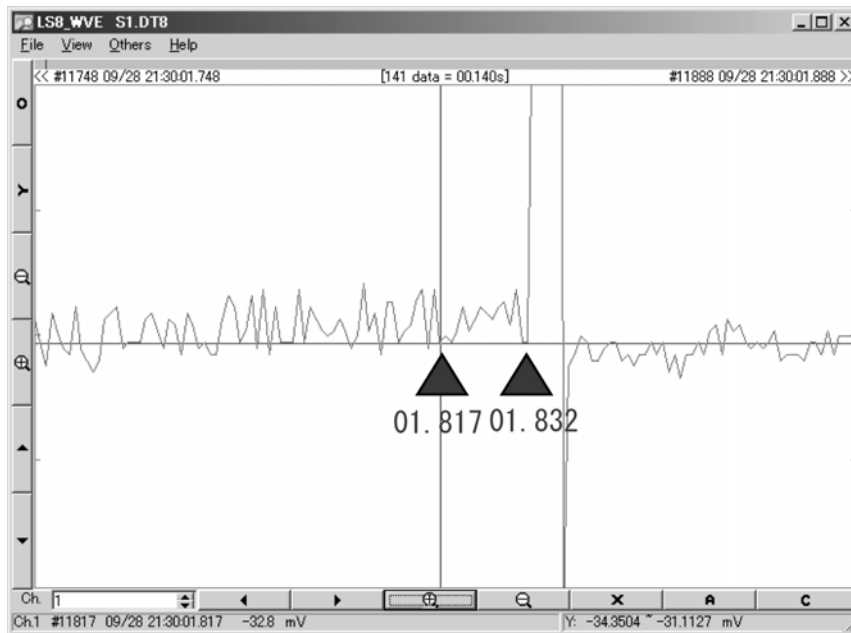 LS8_WVE S1.DT8
File View Others Help
<< #11748 09/28 21:30:01.748 [141 data = 00.140s] #11888 09/28 21:30:01.888 >>
O
Y
01.817 01.832
Ch. 1 X A C
Ch.1 #11817 09/28 21:30:01.817 -32.8 mV Y: -34.3504 ~ -31.1127 mV